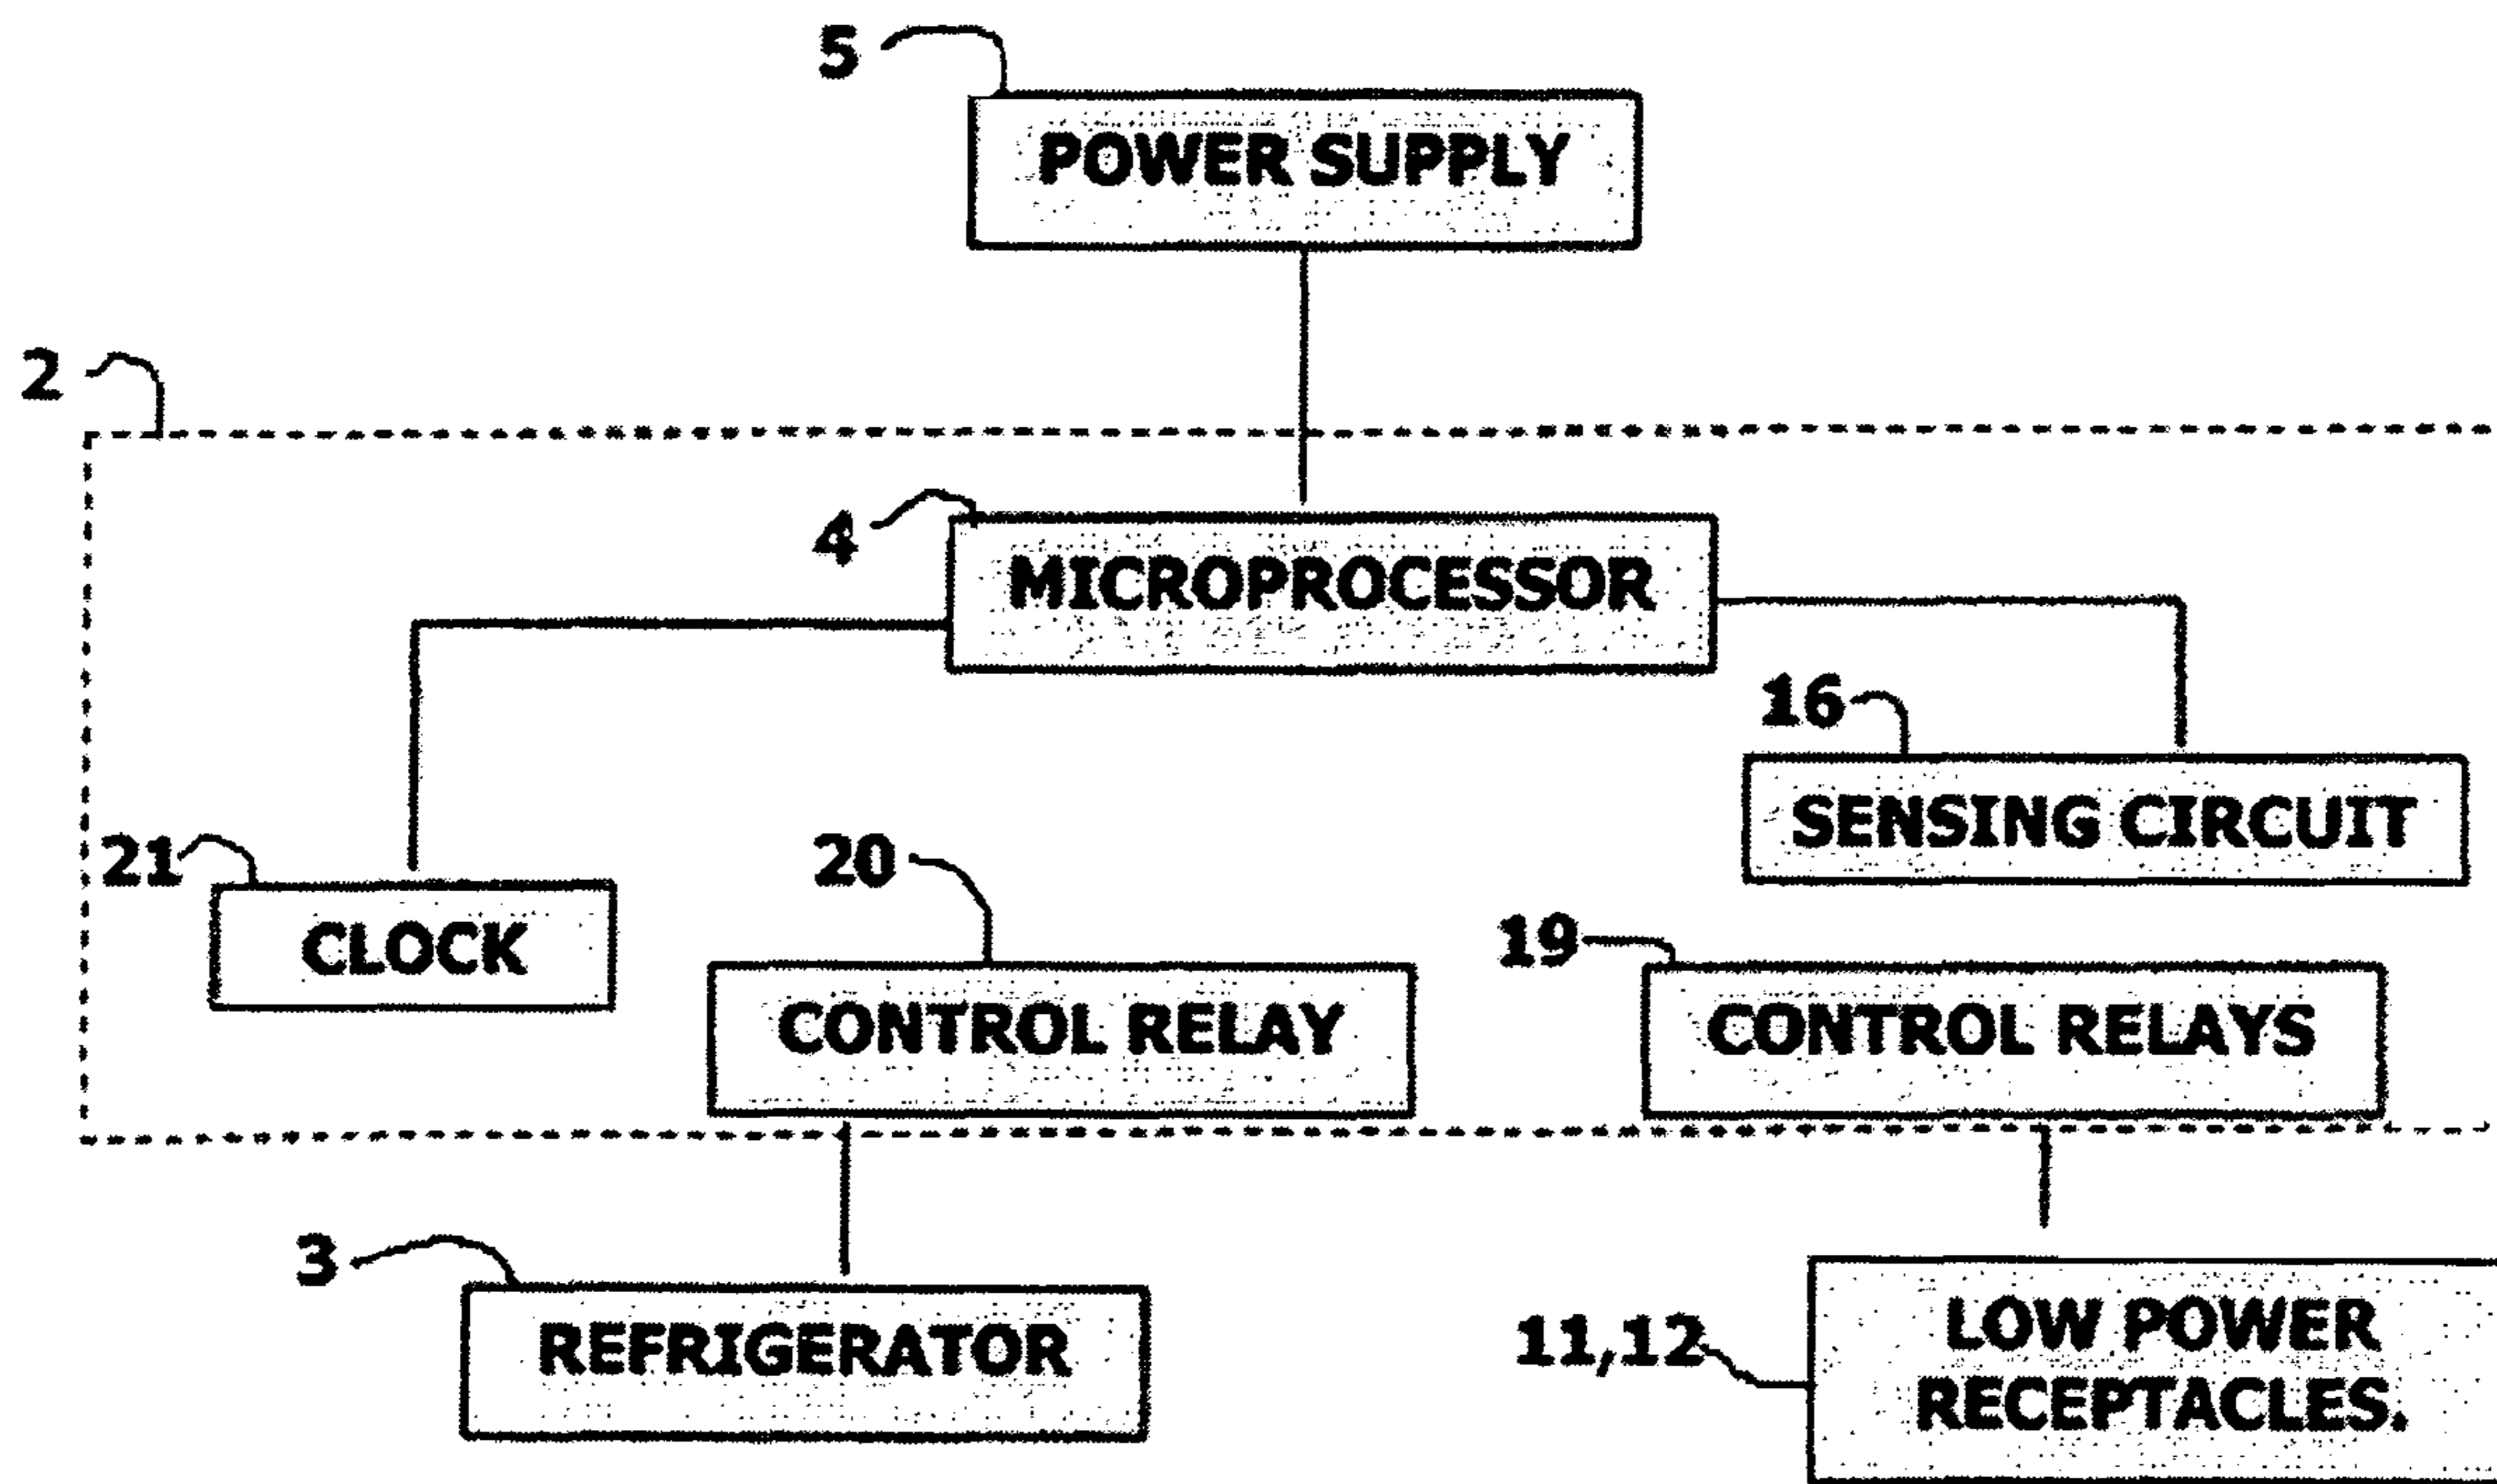 5
POWER SUPPLY
2
4
MICROPROCESSOR
16
SENSING CIRCUIT
21
CLOCK
20
CONTROL RELAY
19
CONTROL RELAYS
3
REFRIGERATOR
11,12
LOW POWER
RECEPTACLES.